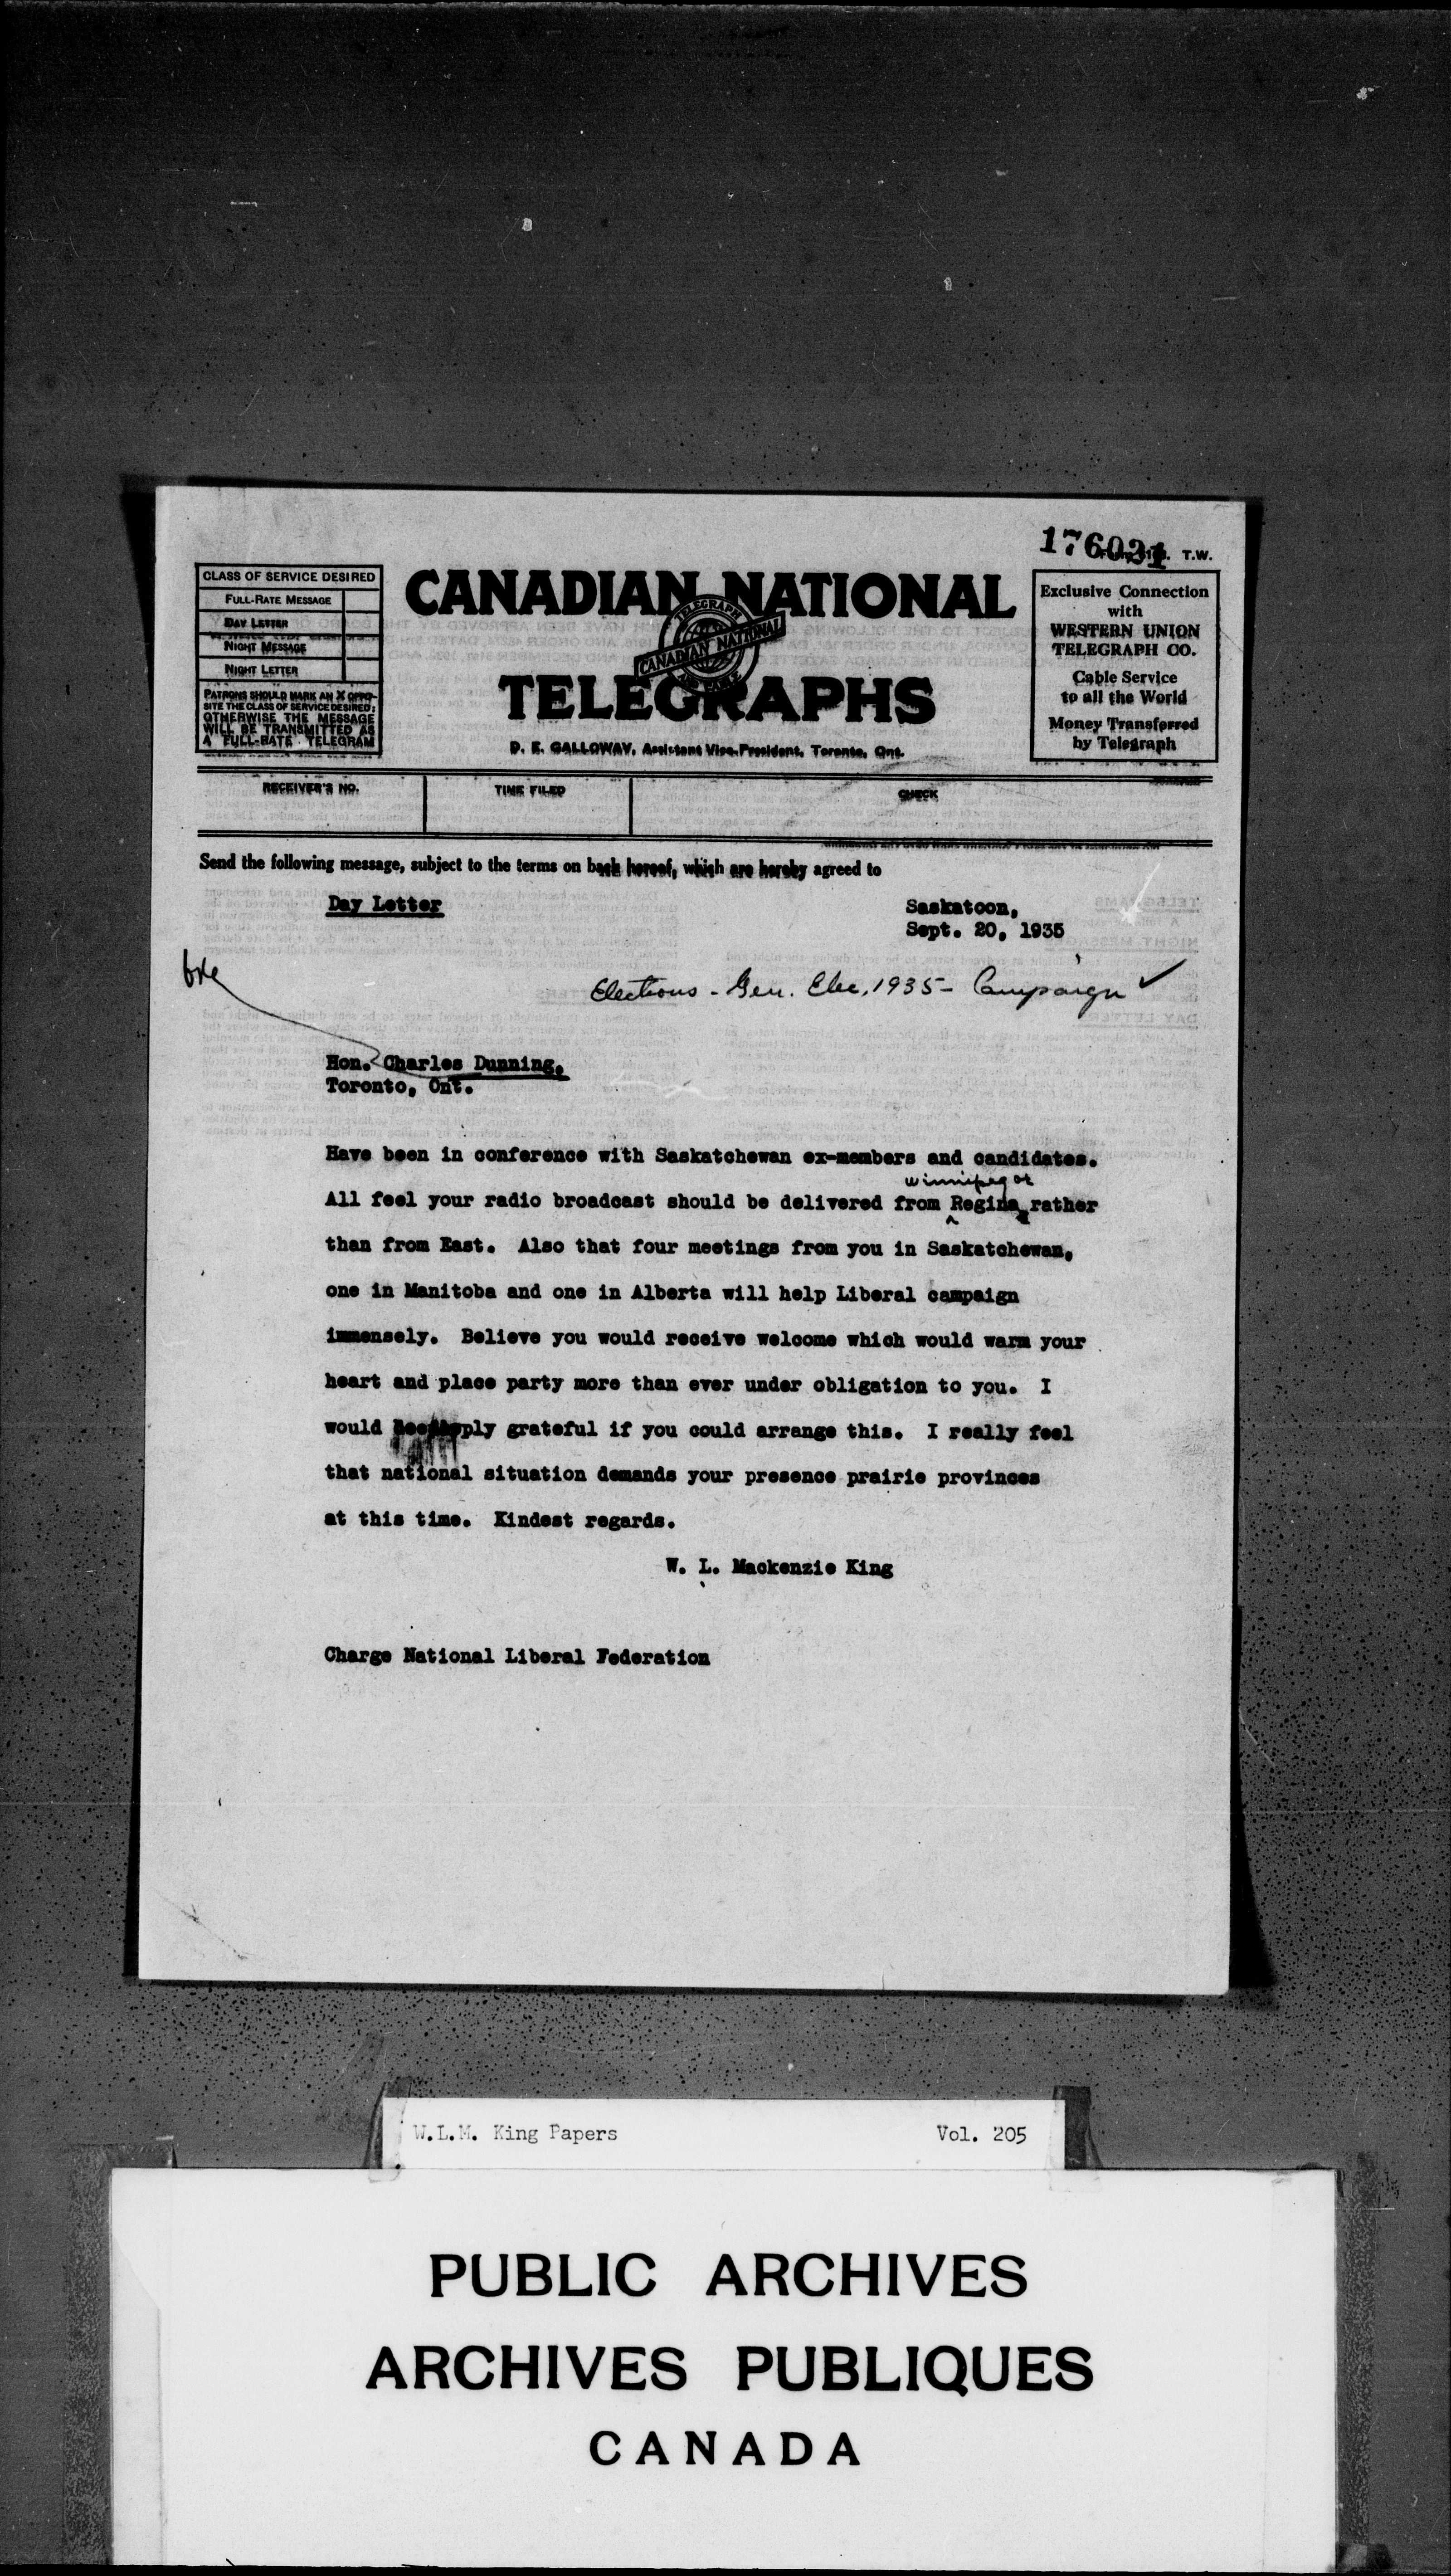 176021 T.W.
CLASS OF SERVICE DESIRED
FULL-RATE MESSAGE
DAY LETTER
NIGHT MESSAGE
NIGHT LETTER
PATRONS SHOULD MARK AN X OPPO-
SITE THE CLASS OF SERVICE DESIRED;
OTHERWISE THE MESSAGE
WILL BE TRANSMITTED AS
A FULL-RATE TELEGRAM
CANADIAN NATIONAL
TELEGRAPH
CANADIAN NATIONAL
AND CABLE
TELEGRAPHS
D. E. GALLOWAY, Assistant Vice-President, Toronto, Ont.
Exclusive Connection
with
WESTERN UNION
TELEGRAPH CO.
Cable Service
to all the World
Money Transferred
by Telegraph
RECEIVER'S NO. TIME FILED CHECK
Send the following message, subject to the terms on back hereof, which are hereby agreed to
Day Letter
Saskatoon,
Sept. 20, 1935
Elections - Gen. Elec, 1935 - Campaign ✓
Hon. Charles Dunning,
Toronto, Ont.
Have been in conference with Saskatchewan ex-members and candidates.
winnipeg or
All feel your radio broadcast should be delivered from ^ Regina rather
than from East. Also that four meetings from you in Saskatchewan,
one in Manitoba and one in Alberta will help Liberal campaign
immensely. Believe you would receive welcome which would warm your
heart and place party more than ever under obligation to you. I
would grateful if you could arrange this. I really feel
that national situation demands your presence prairie provinces
at this time. Kindest regards.
W. L. Mackenzie King
Charge National Liberal Federation
W.L.M. King Papers Vol. 205
PUBLIC ARCHIVES
ARCHIVES PUBLIQUES
CANADA